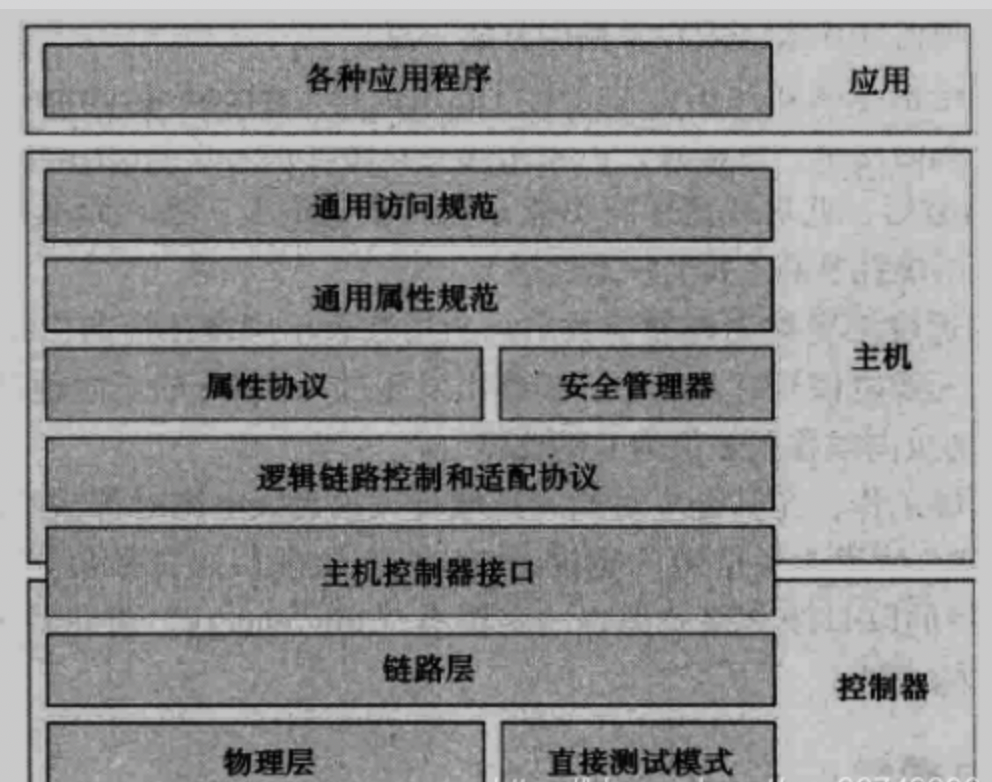 各种应用程序 应用
通用访问规范
通用属性规范
主机
属性协议 安全管理器
逻辑链路控制和适配协议
主机控制器接口
链路层
控制器
物理层 直接测试模式